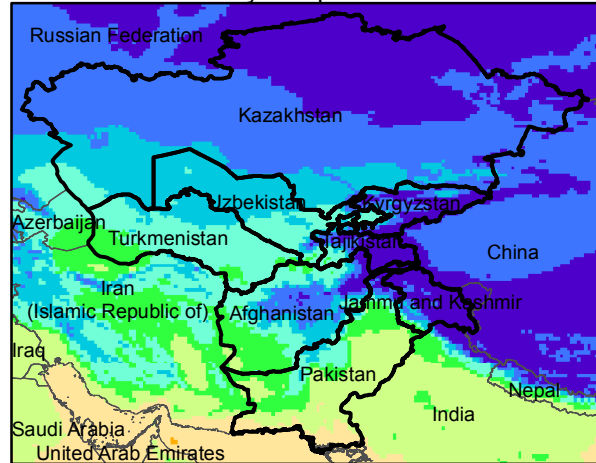 Russian Federation
Kazakhstan
Uzbekistan
Kyrgyzstan
Azerbaijan
Turkmenistan
Tajikistan
China
Iran
(Islamic Republic of)
Afghanistan
Jammu and Kashmir
Iraq
Pakistan
Nepal
India
Saudi Arabia
United Arab Emirates